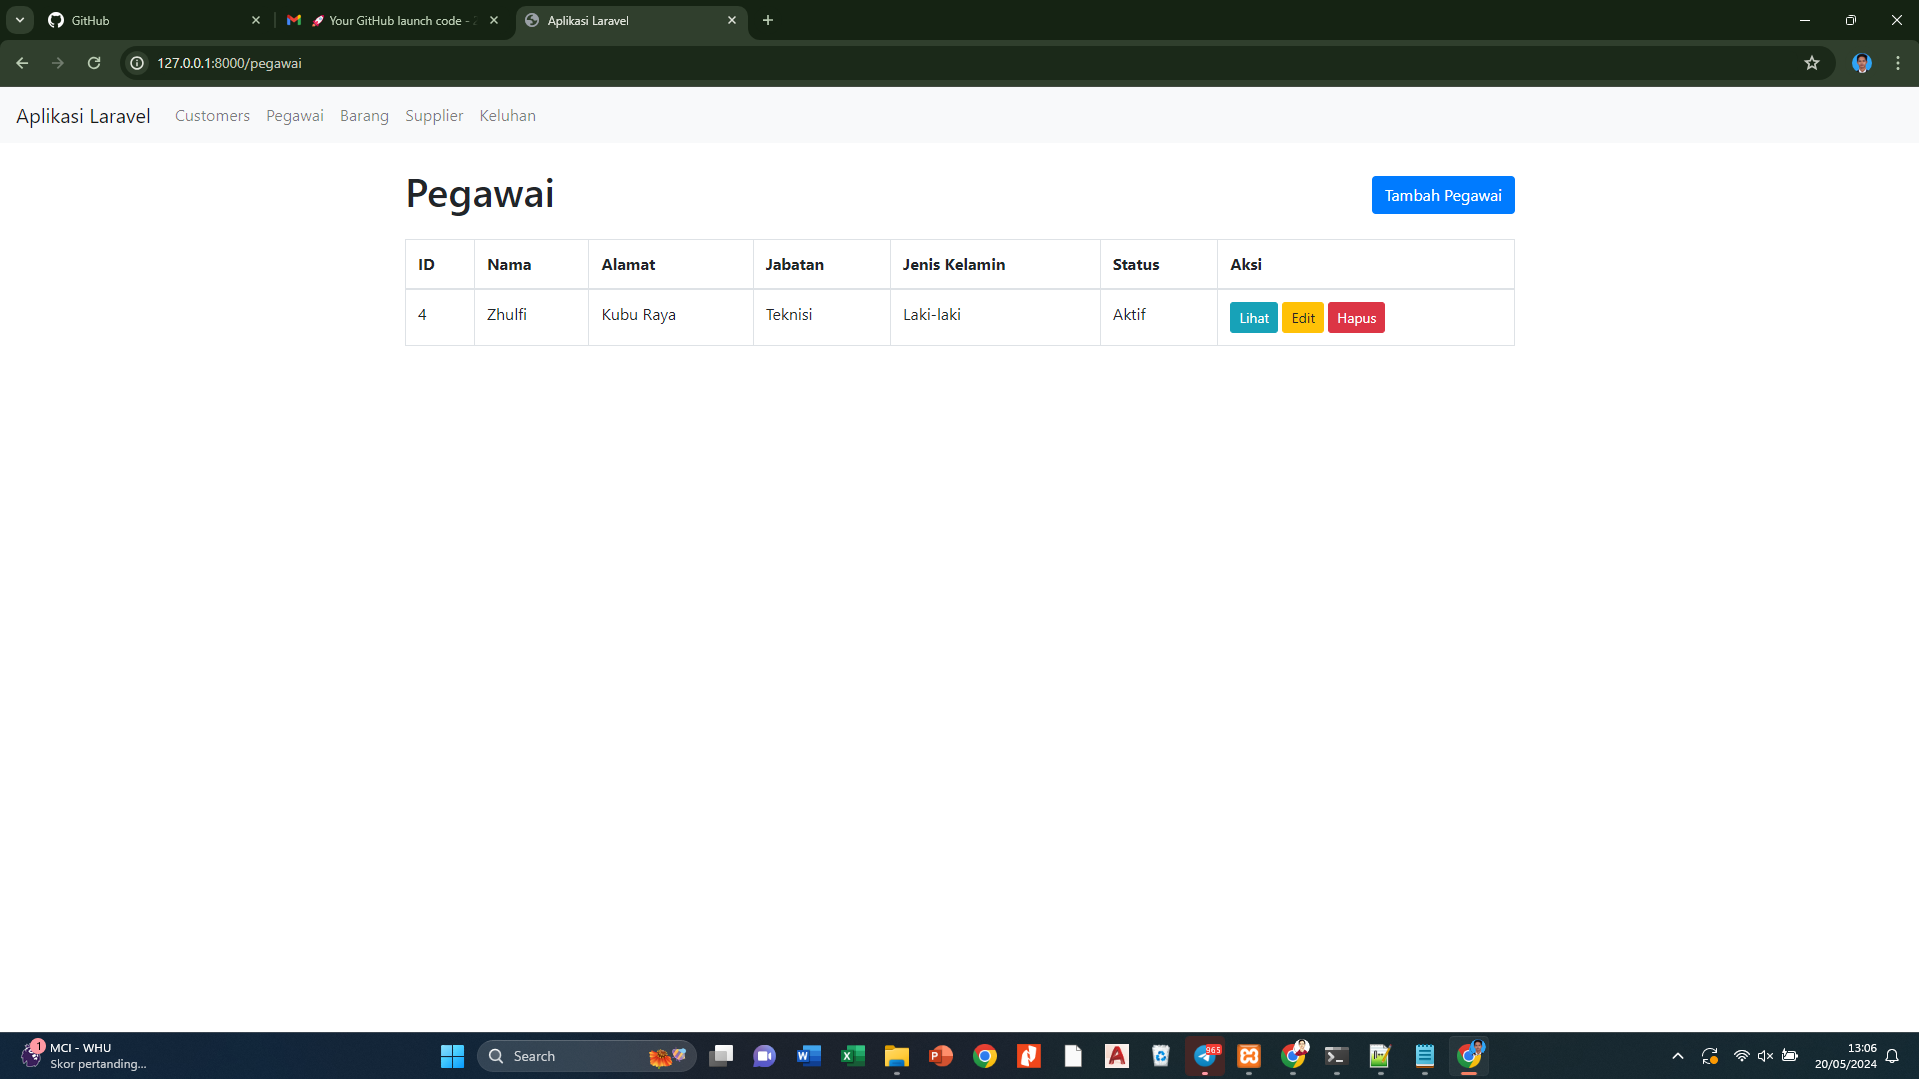 GitHub
🚀 Your GitHub launch code -
Aplikasi Laravel
127.0.0.1:8000/pegawai
Aplikasi Laravel Customers Pegawai Barang Supplier Keluhan
Pegawai
Tambah Pegawai
ID Nama Alamat Jabatan Jenis Kelamin Status Aksi
4 Zhulfi Kubu Raya Teknisi Laki-laki Aktif Lihat Edit Hapus
1
MCI - WHU
Skor pertanding...
Search
965
13:06
20/05/2024